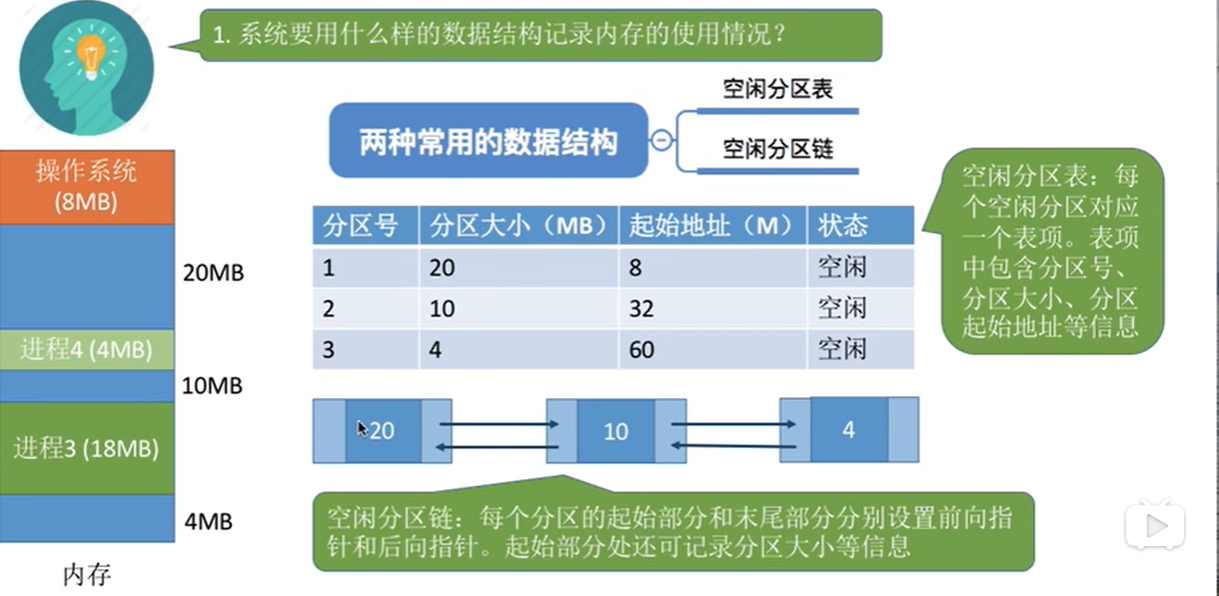 1. 系统要用什么样的数据结构记录内存的使用情况？
两种常用的数据结构
空闲分区表
空闲分区链
操作系统
(8MB)
20MB
进程4 (4MB)
10MB
进程3 (18MB)
4MB
内存
分区号 分区大小（MB） 起始地址（M） 状态
1 20 8 空闲
2 10 32 空闲
3 4 60 空闲
空闲分区表：每
个空闲分区对应
一个表项。表项
中包含分区号、
分区大小、分区
起始地址等信息
20 10 4
空闲分区链：每个分区的起始部分和末尾部分分别设置前向指
针和后向指针。起始部分处还可记录分区大小等信息